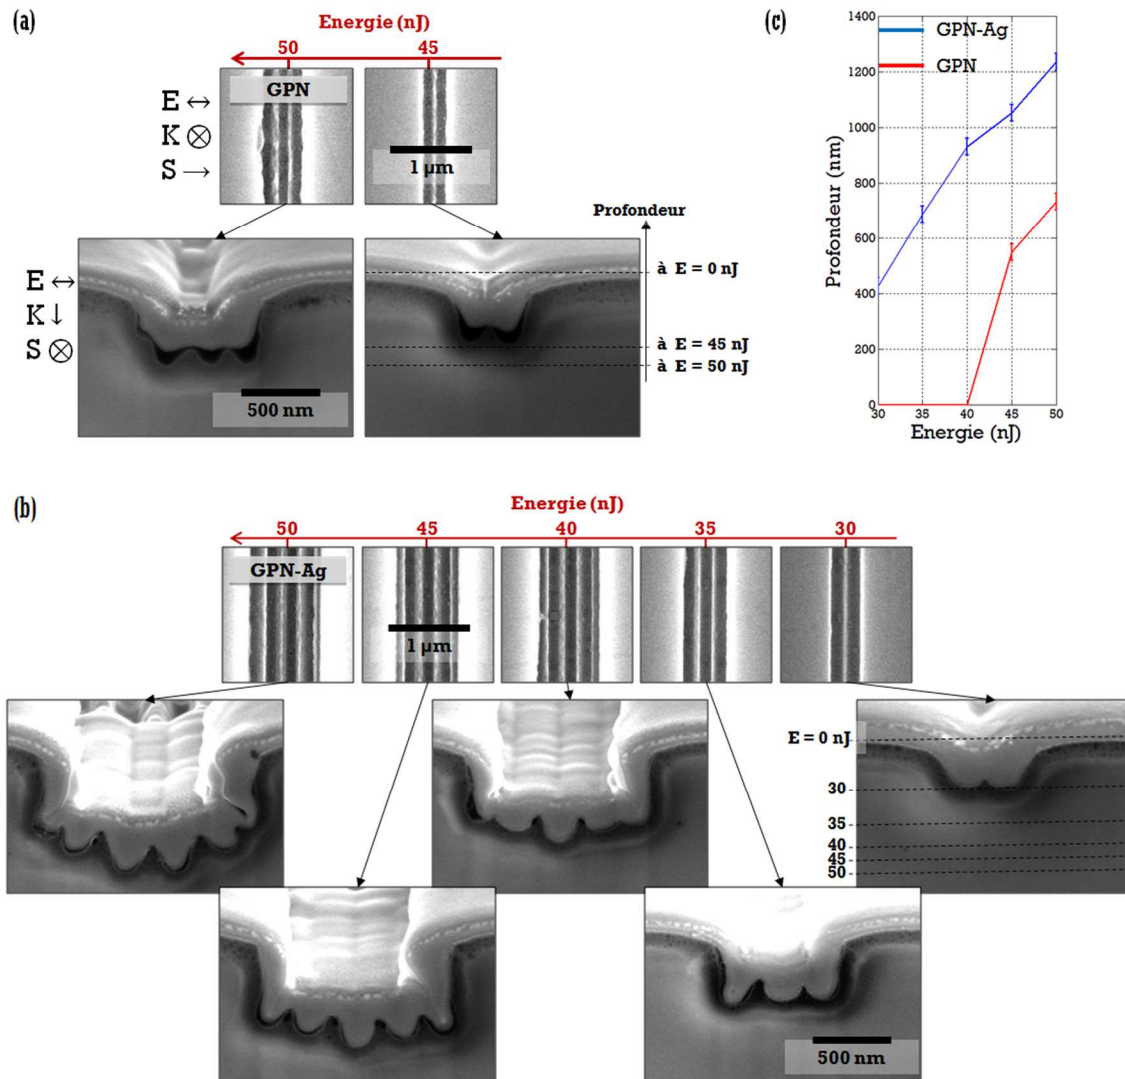 (a)
Energie (nJ)
50
45
GPN
E ↔
K ⊗
S →
1 µm
Profondeur
E ↔
K ↓
S ⊗
à E = 0 nJ
à E = 45 nJ
à E = 50 nJ
500 nm
(c)
1400
1200
1000
800
600
400
200
0
Profondeur (nm)
GPN-Ag
GPN
30
35
40
45
50
Energie (nJ)
(b)
Energie (nJ)
50
45
40
35
30
GPN-Ag
1 µm
E = 0 nJ
30
35
40
45
50
500 nm